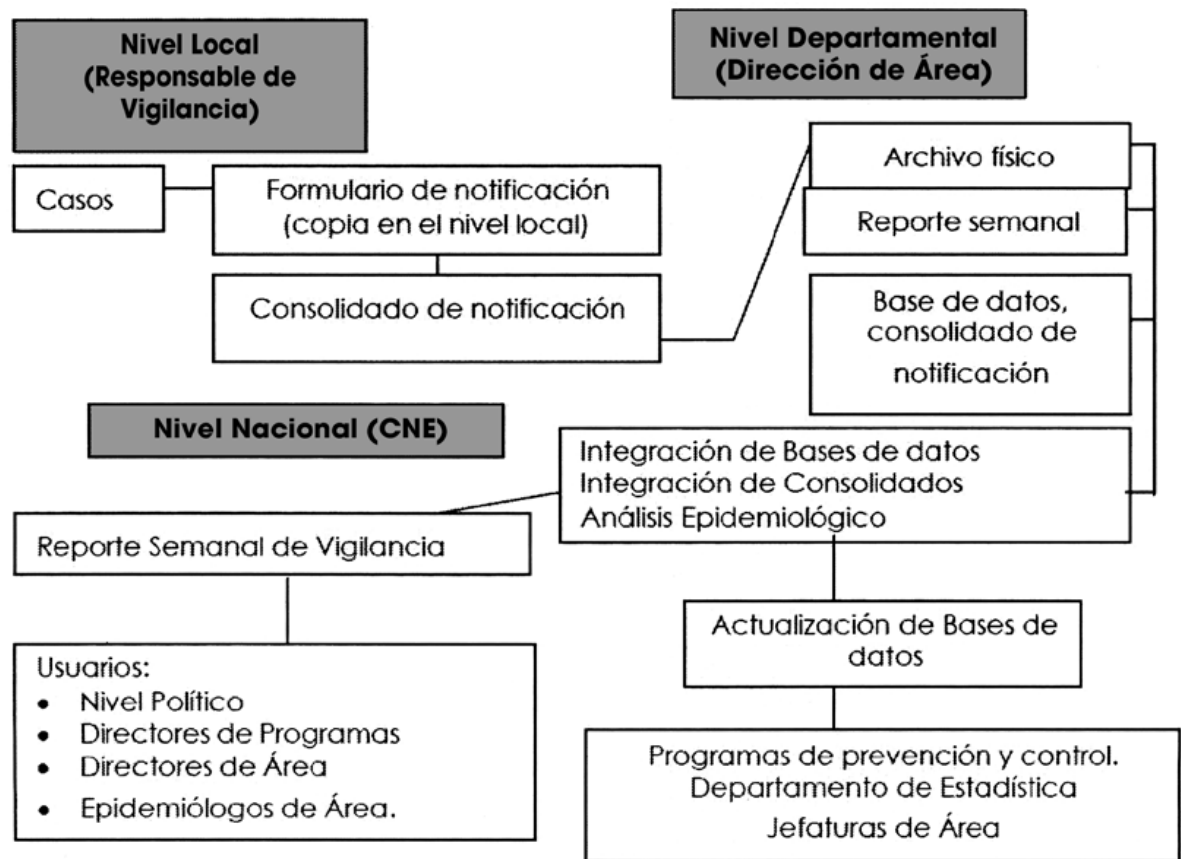 Nivel Local
(Responsable de
Vigilancia)
Nivel Departamental
(Dirección de Área)
Casos
Formulario de notificación
(copia en el nivel local)
Consolidado de notificación
Archivo físico
Reporte semanal
Base de datos,
consolidado de
notificación
Nivel Nacional (CNE)
Integración de Bases de datos
Integración de Consolidados
Análisis Epidemiológico
Reporte Semanal de Vigilancia
Usuarios:
• Nivel Político
• Directores de Programas
• Directores de Área
• Epidemiólogos de Área.
Actualización de Bases de
datos
Programas de prevención y control.
Departamento de Estadística
Jefaturas de Área